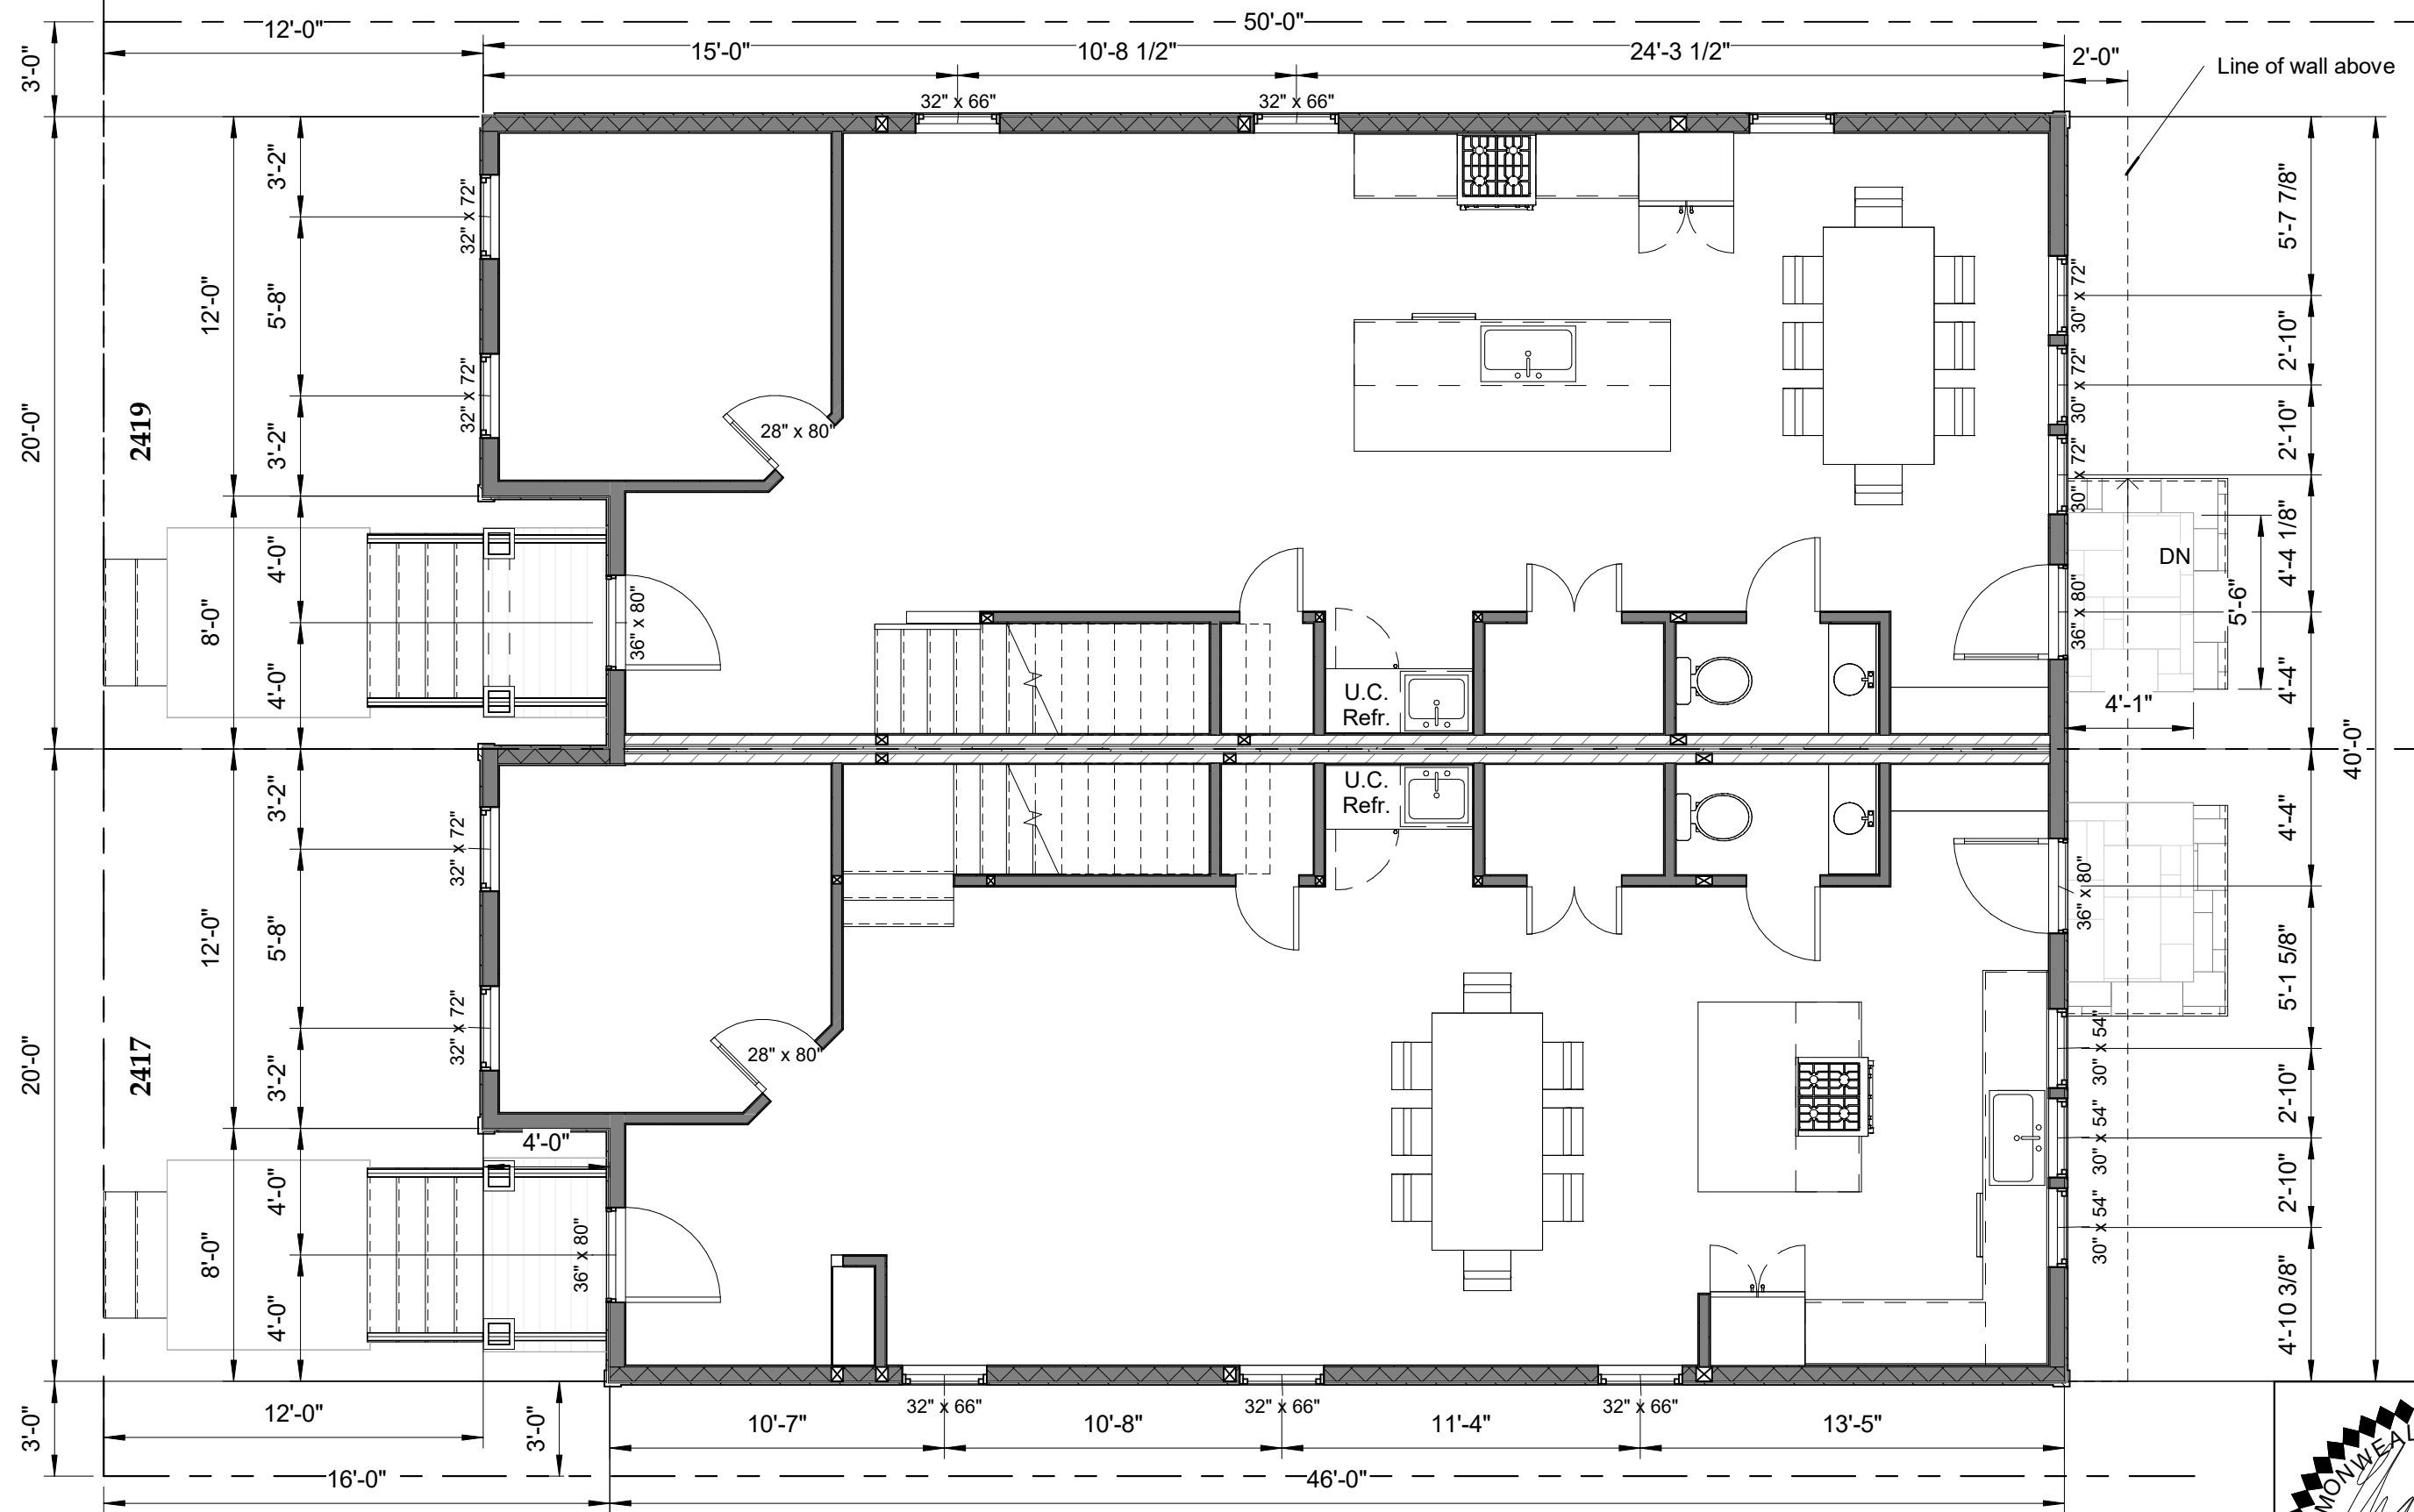 12'-0"
50'-0"
15'-0"
10'-8 1/2"
24'-3 1/2"
2'-0"
Line of wall above
3'-0"
32" x 66"
32" x 66"
3'-2"
32" x 72"
5'-7 7/8"
12'-0"
5'-8"
30" x 72"
2'-10"
20'-0"
2419
32" x 72"
30" x 72"
3'-2"
28" x 80"
2'-10"
30" x 72"
4'-0"
DN
4'-4 1/8"
8'-0"
36" x 80"
36" x 80"
5'-6"
4'-0"
U.C.
Refr.
4'-4"
4'-1"
40'-0"
3'-2"
U.C.
Refr.
4'-4"
32" x 72"
36" x 80"
12'-0"
5'-8"
5'-1 5/8"
20'-0"
2417
32" x 72"
28" x 80"
30" x 54"
3'-2"
2'-10"
4'-0"
30" x 54"
4'-0"
2'-10"
30" x 54"
8'-0"
36" x 80"
4'-0"
4'-10 3/8"
3'-0"
12'-0"
3'-0"
32" x 66"
32" x 66"
32" x 66"
10'-7"
10'-8"
11'-4"
13'-5"
16'-0"
46'-0"
MONWEAL